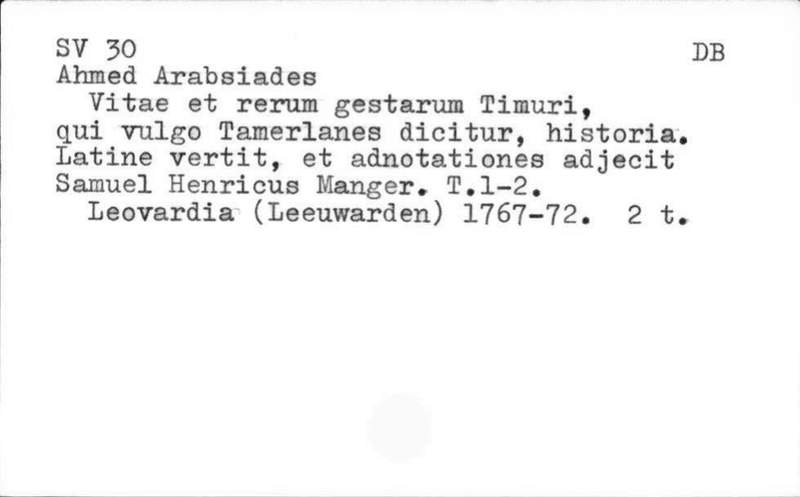 SV 30 DB
Ahmed Arabsiades
Vitae et rerum gestarum Timuri,
qui vulgo Tamerlanes dicitur, historia.
Latine vertit, et adnotationes adjecit
Samuel Henricus Manger. T.1-2.
Leovardia (Leeuwarden) 1767-72. 2 t.